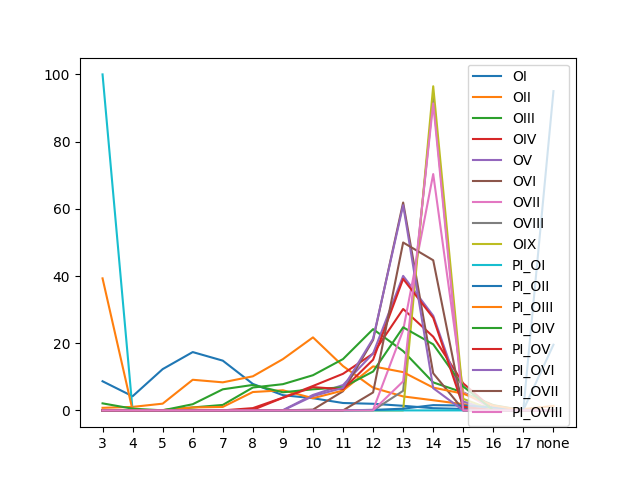 100
80
60
40
20
0
3 4 5 6 7 8 9 10 11 12 13 14 15 16 17 none
OI
OII
OIII
OIV
OV
OVI
OVII
OVIII
OIX
PI_OI
PI_OII
PI_OIII
PI_OIV
PI_OV
PI_OVI
PI_OVII
PI_OVIII